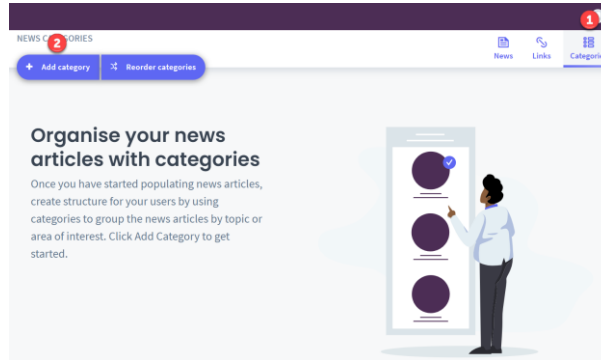 1
NEWS C 2 ORIES
News
Links
Categorie
Add category
Reorder categories
Organise your news
articles with categories
Once you have started populating news articles,
create structure for your users by using
categories to group the news articles by topic or
area of interest. Click Add Category to get
started.